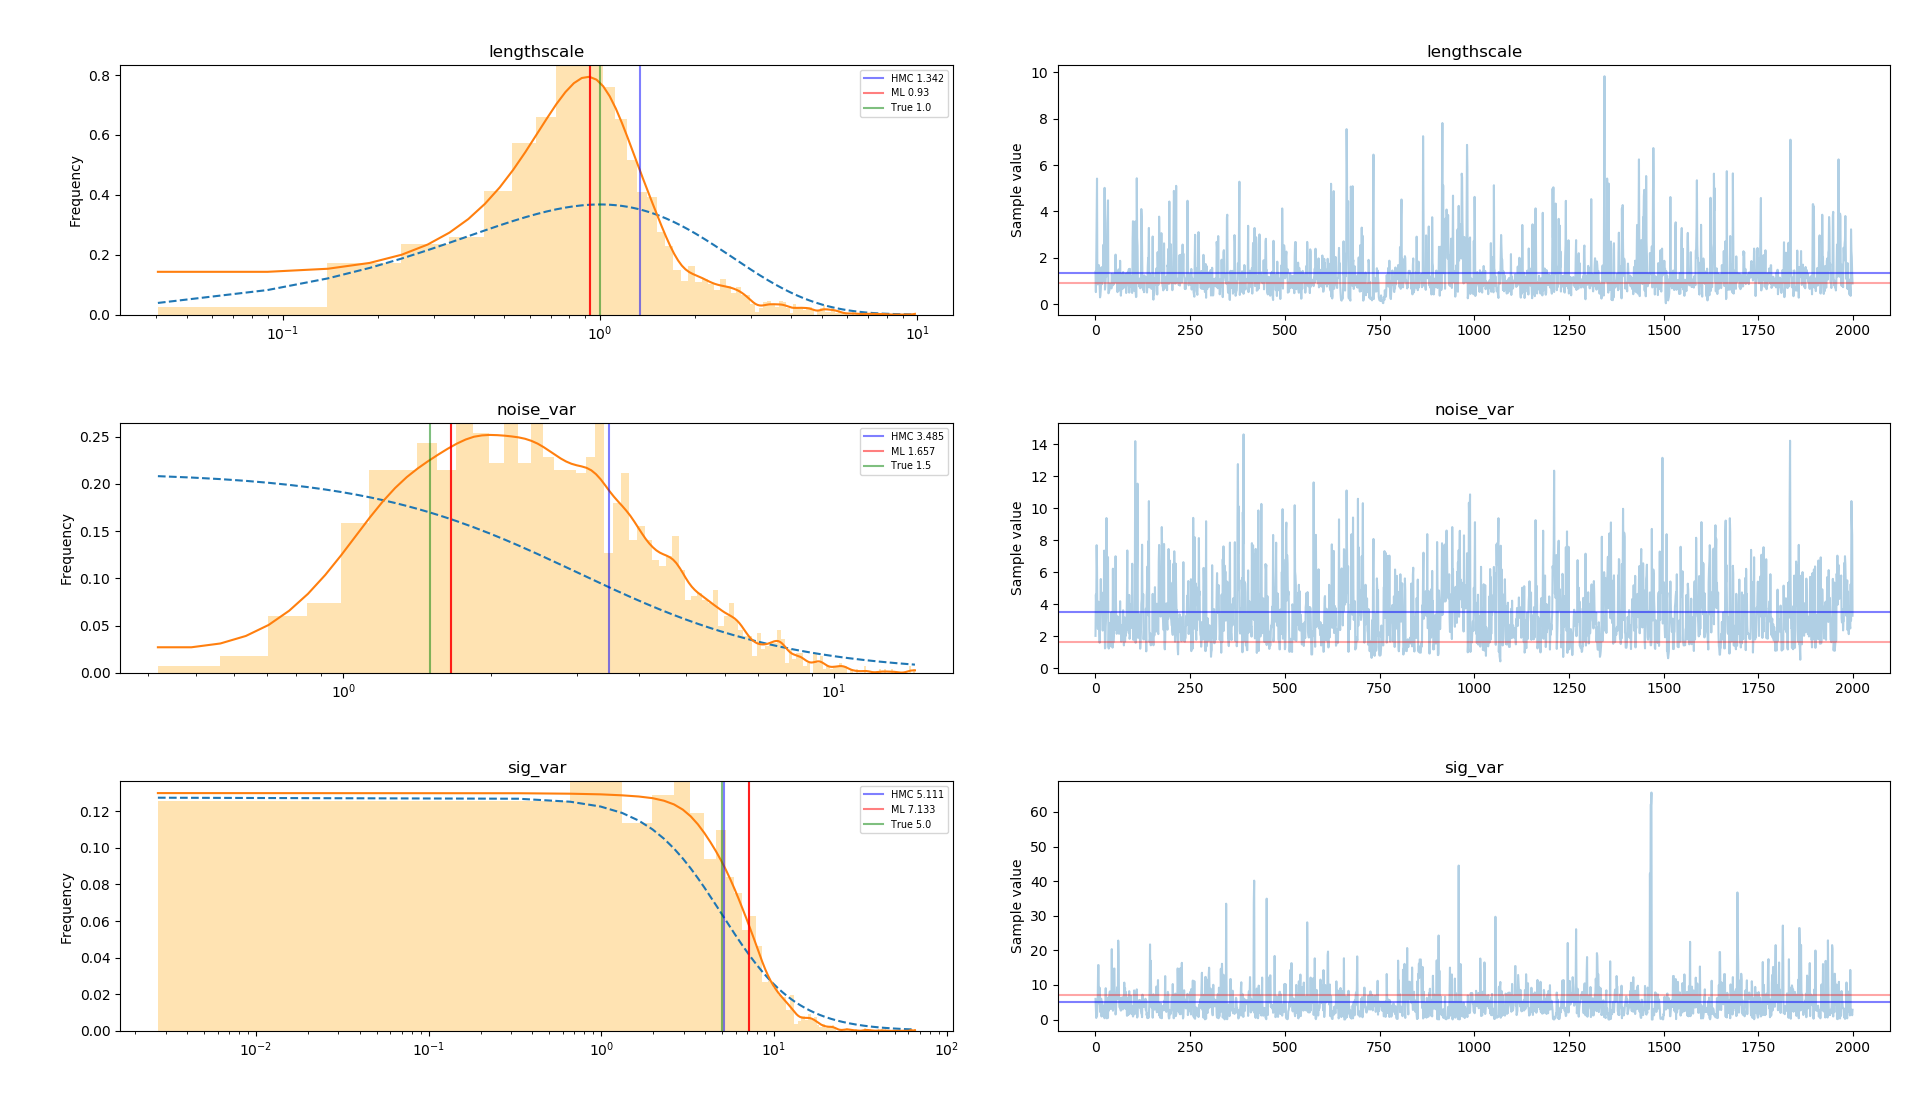 lengthscale
Frequency
0.8
0.6
0.4
0.2
0.0
HMC 1.342
ML 0.93
True 1.0
10⁻¹ 10⁰ 10¹
lengthscale
Sample value
10
8
6
4
2
0
0 250 500 750 1000 1250 1500 1750 2000
noise_var
Frequency
0.25
0.20
0.15
0.10
0.05
0.00
HMC 3.485
ML 1.657
True 1.5
10⁰ 10¹
noise_var
Sample value
14
12
10
8
6
4
2
0
0 250 500 750 1000 1250 1500 1750 2000
sig_var
Frequency
0.12
0.10
0.08
0.06
0.04
0.02
0.00
HMC 5.111
ML 7.133
True 5.0
10⁻² 10⁻¹ 10⁰ 10¹ 10²
sig_var
Sample value
60
50
40
30
20
10
0
0 250 500 750 1000 1250 1500 1750 2000